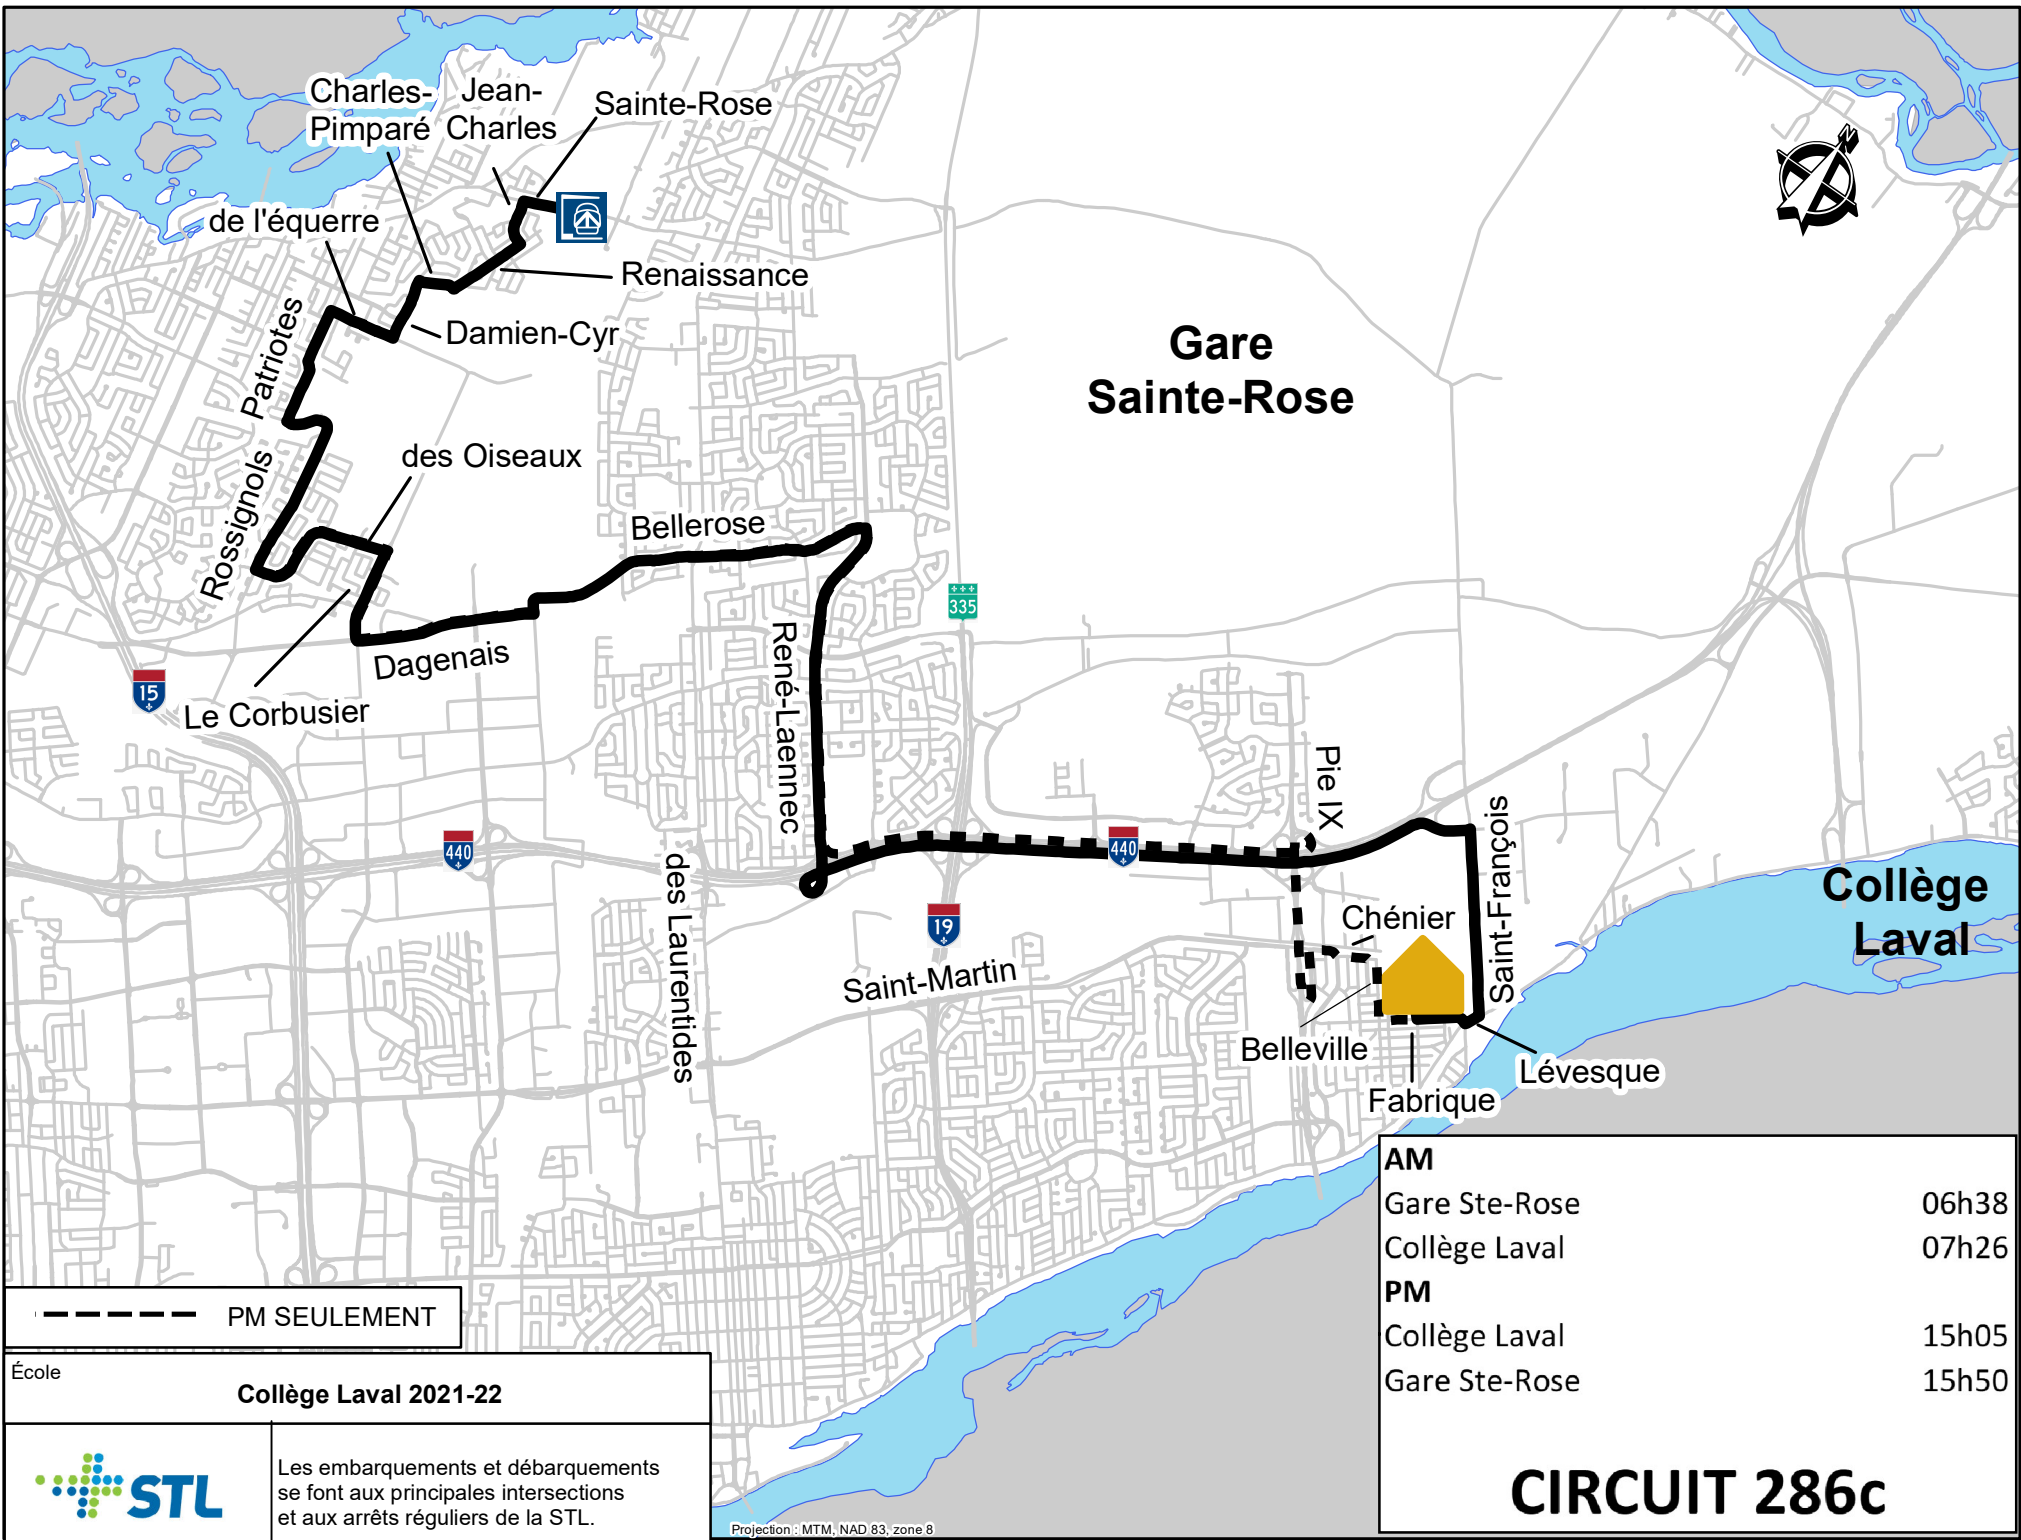 Charles-
Pimparé
Jean-
Charles
Sainte-Rose
N
de l'équerre
Renaissance
Patriotes
Damien-Cyr
Gare
Sainte-Rose
des Oiseaux
Rossignols
Bellerose
335
Dagenais
René-Laennec
15
Le Corbusier
Pie IX
440
440
Saint-François
des Laurentides
Collège
Laval
19
Chénier
Saint-Martin
Belleville
Lévesque
Fabrique
AM
Gare Ste-Rose 06h38
Collège Laval 07h26
PM
Collège Laval 15h05
Gare Ste-Rose 15h50
CIRCUIT 286c
PM SEULEMENT
École
Collège Laval 2021-22
STL
Les embarquements et débarquements
se font aux principales intersections
et aux arrêts réguliers de la STL.
Projection : MTM, NAD 83, zone 8